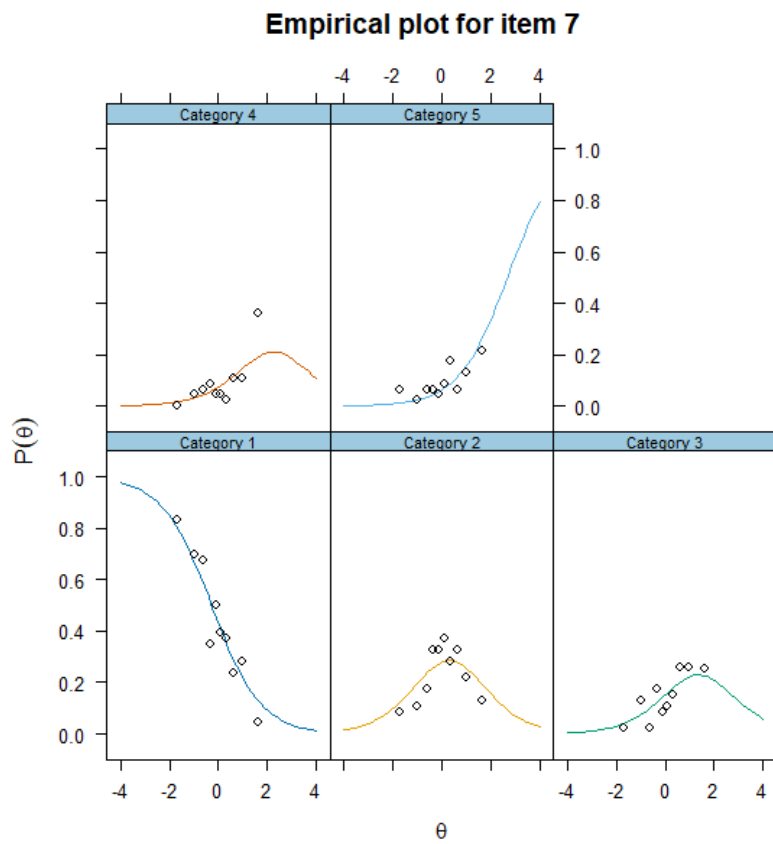 Empirical plot for item 7
-4 -2 0 2 4
Category 4 Category 5
1.0
0.8
0.6
0.4
0.2
0.0
P(θ)
Category 1 Category 2 Category 3
1.0
0.8
0.6
0.4
0.2
0.0
-4 -2 0 2 4 -4 -2 0 2 4
θ